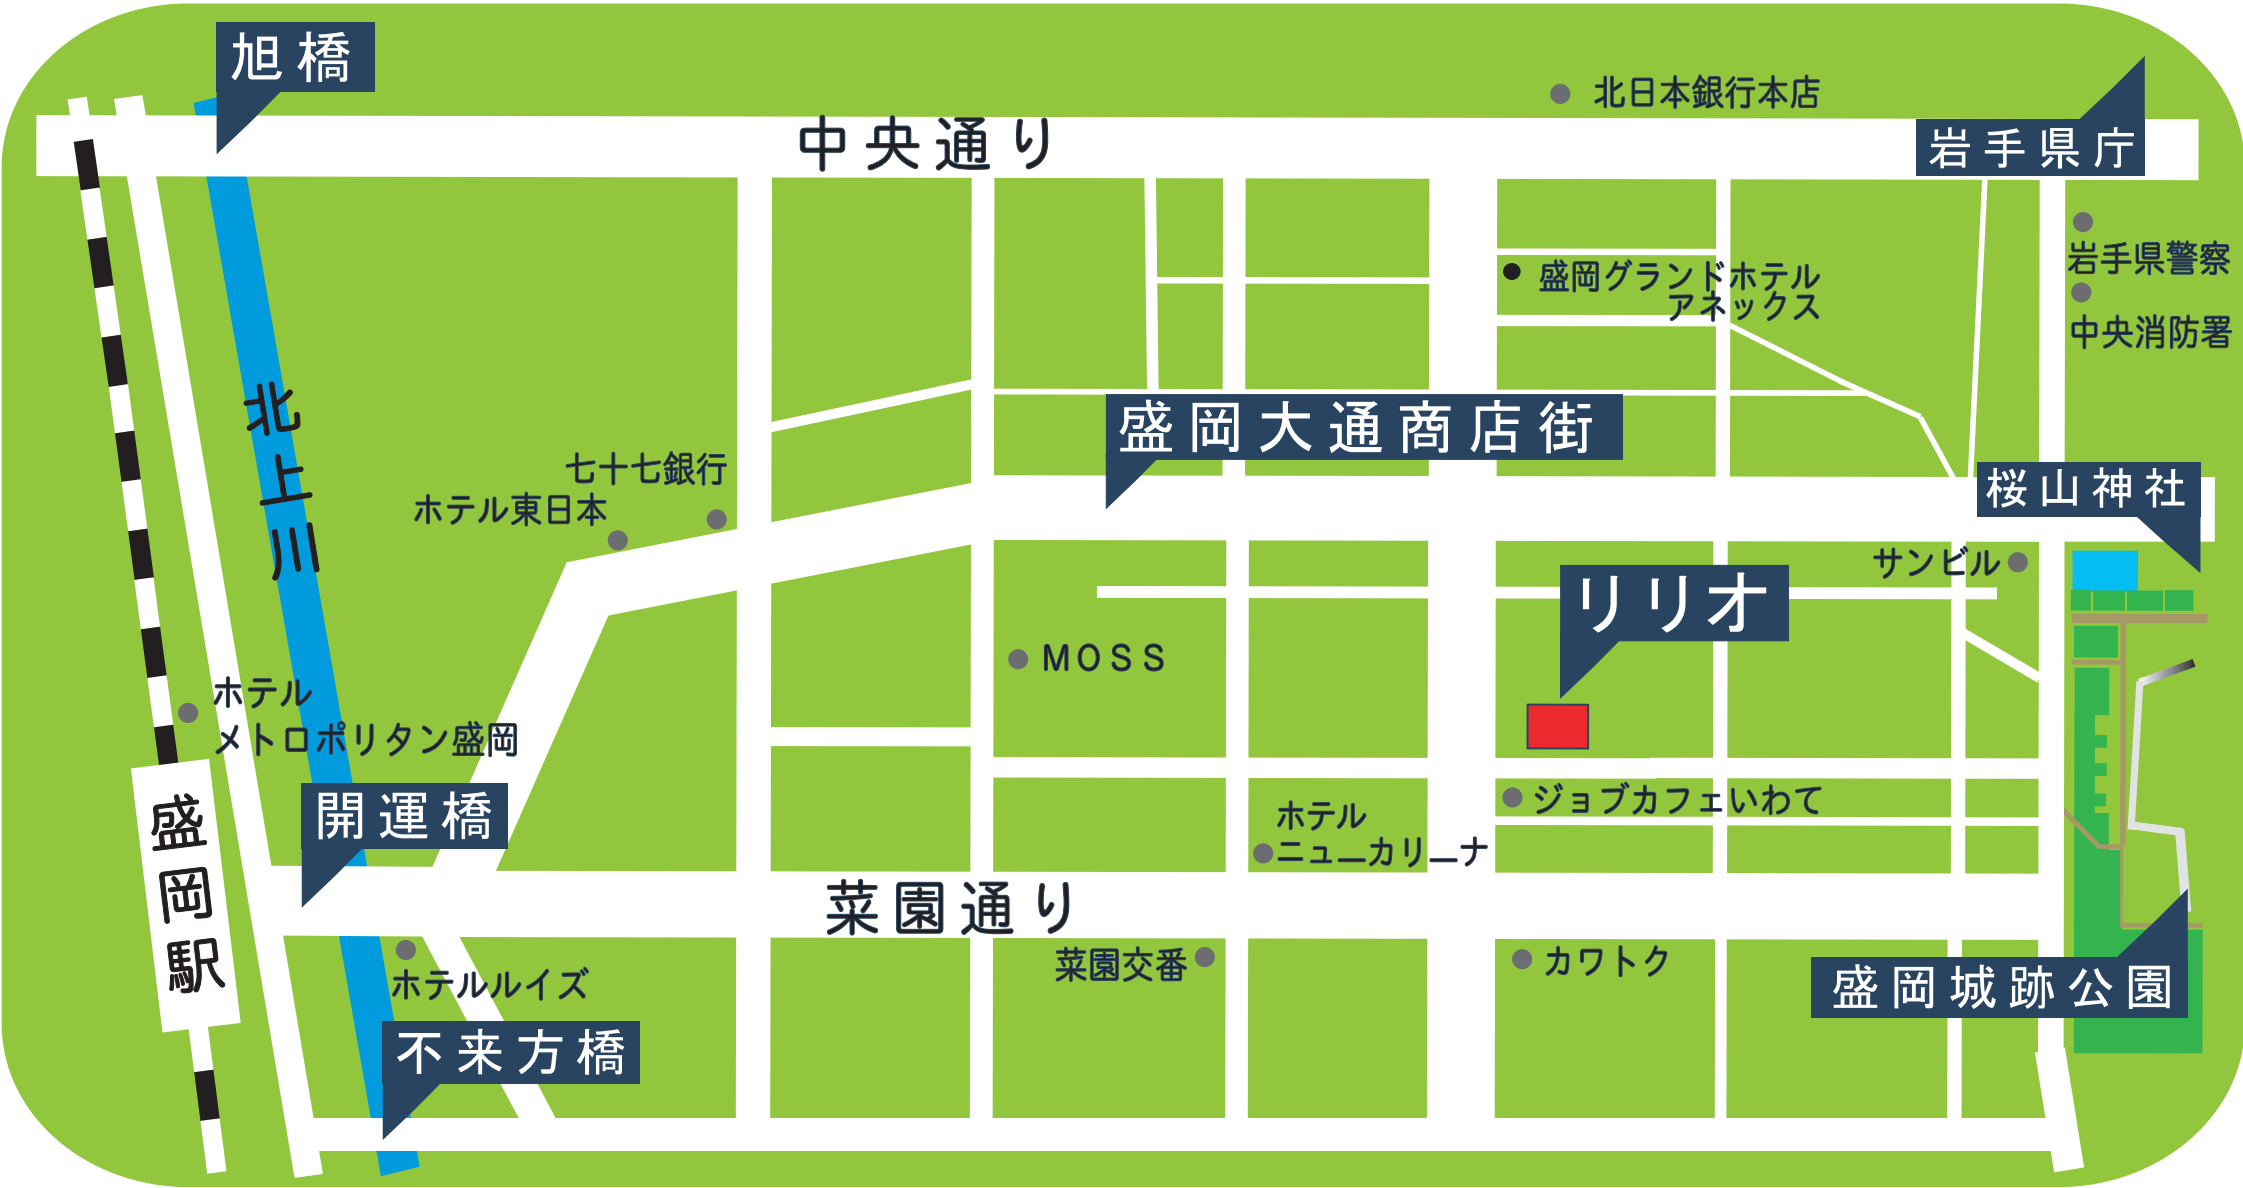 旭橋
北日本銀行本店
中央通り
岩手県庁
岩手県警察
盛岡グランドホテル
アネックス
中央消防署
北上川
盛岡大通商店街
七十七銀行
ホテル東日本
桜山神社
サンビル
リリオ
MOSS
ホテル
メトロポリタン盛岡
開運橋
盛岡駅
ジョブカフェいわて
ホテル
ニューカリーナ
菜園通り
菜園交番
カワトク
ホテルルイズ
盛岡城跡公園
不来方橋